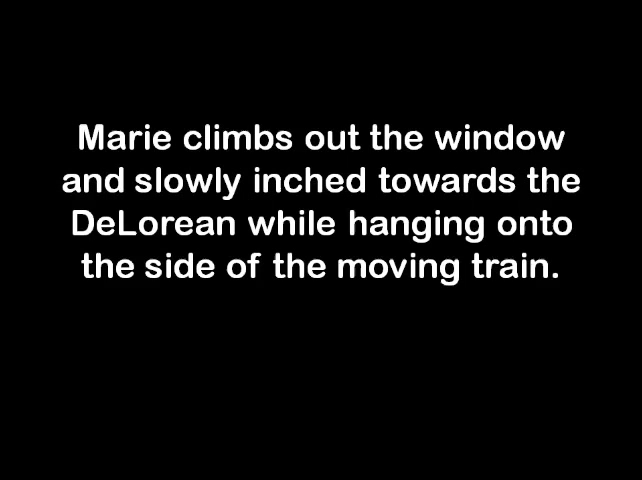 Marie climbs out the window
and slowly inched towards the
DeLorean while hanging onto
the side of the moving train.